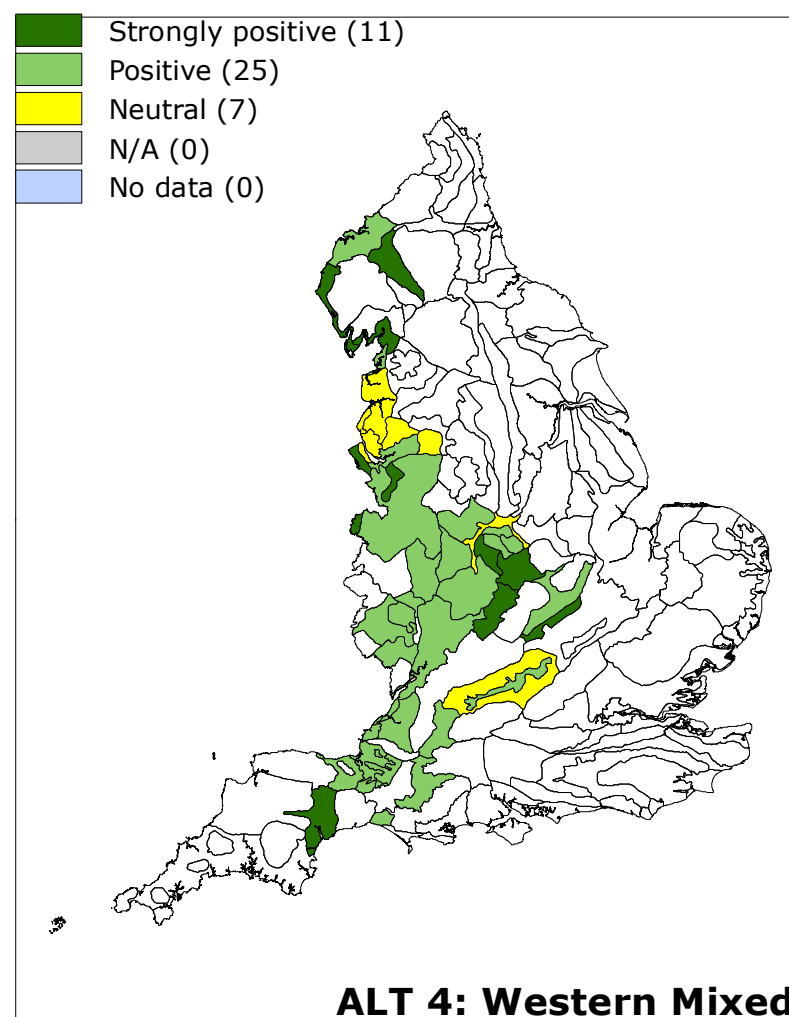 Strongly positive (11)
Positive (25)
Neutral (7)
N/A (0)
No data (0)
ALT 4: Western Mixed